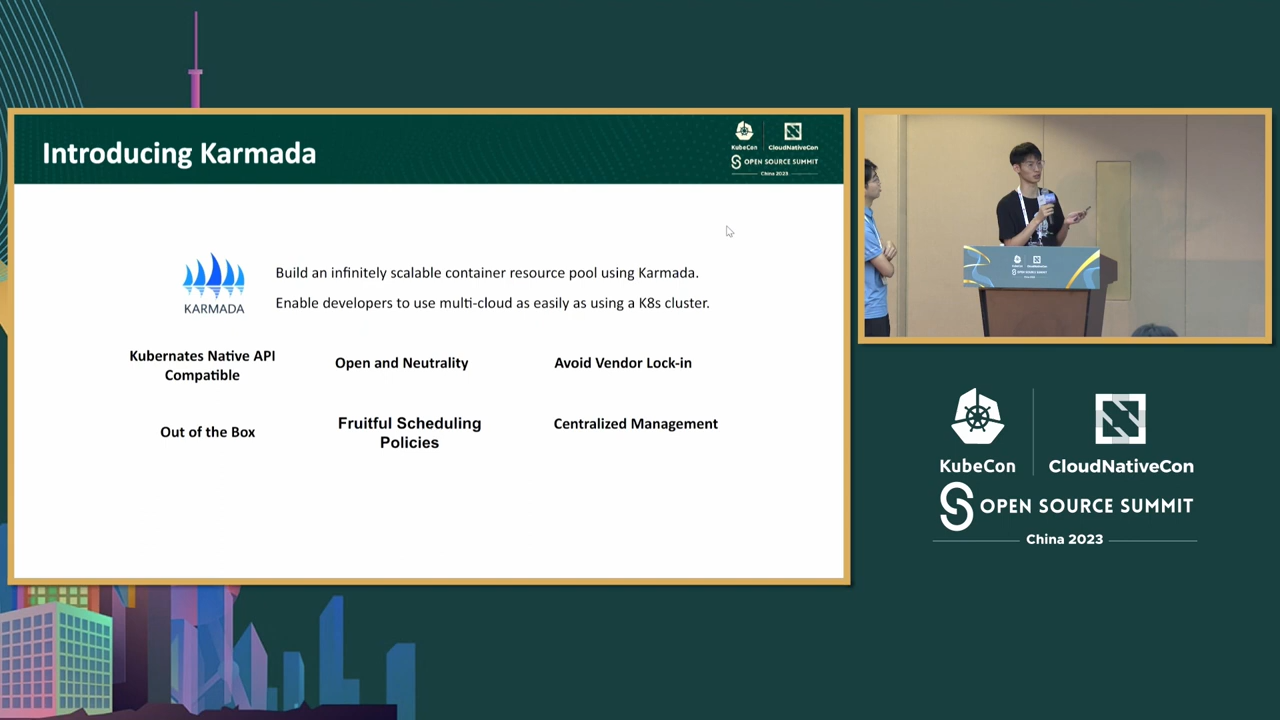 Introducing Karmada
KubeCon
CloudNativeCon
OPEN SOURCE SUMMIT
China 2023
KARMADA
Build an infinitely scalable container resource pool using Karmada.
Enable developers to use multi-cloud as easily as using a K8s cluster.
Kubernates Native API
Compatible
Open and Neutrality
Avoid Vendor Lock-in
Out of the Box
Fruitful Scheduling
Policies
Centralized Management
KubeCon
CloudNativeCon
OPEN SOURCE SUMMIT
China 2023